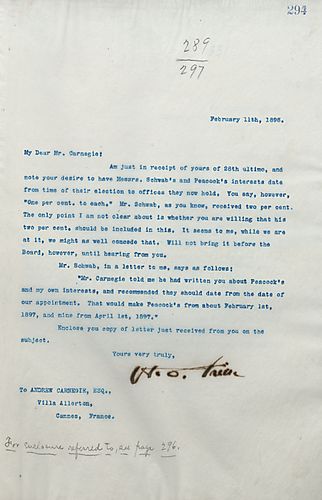 294
289
297
February 11th, 1898.
My Dear Mr. Carnegie:
Am just in receipt of yours of 28th ultimo, and
note your desire to have Messrs. Schwab's and Peacock's interests date
from time of their election to offices they now hold. You say, however,
"One per cent. to each." Mr. Schwab, as you know, received two per cent.
The only point I am not clear about is whether you are willing that his
two per cent. should be included in this. It seems to me, while we are
at it, we might as well concede that. Will not bring it before the
Board, however, until hearing from you.
Mr. Schwab, in a letter to me, says as follows:
"Mr. Carnegie told me he had written you about Peacock's
and my own interests, and recommended they should date from the date of
our appointment. That would make Peacock's from about February 1st,
1897, and mine from April 1st, 1897."
Enclose you copy of letter just received from you on the
subject.
Yours very truly,
H. C. Frick
To ANDREW CARNEGIE, ESQ.,
Villa Allerton,
Cannes, France.
For enclosure referred to, see page 296.